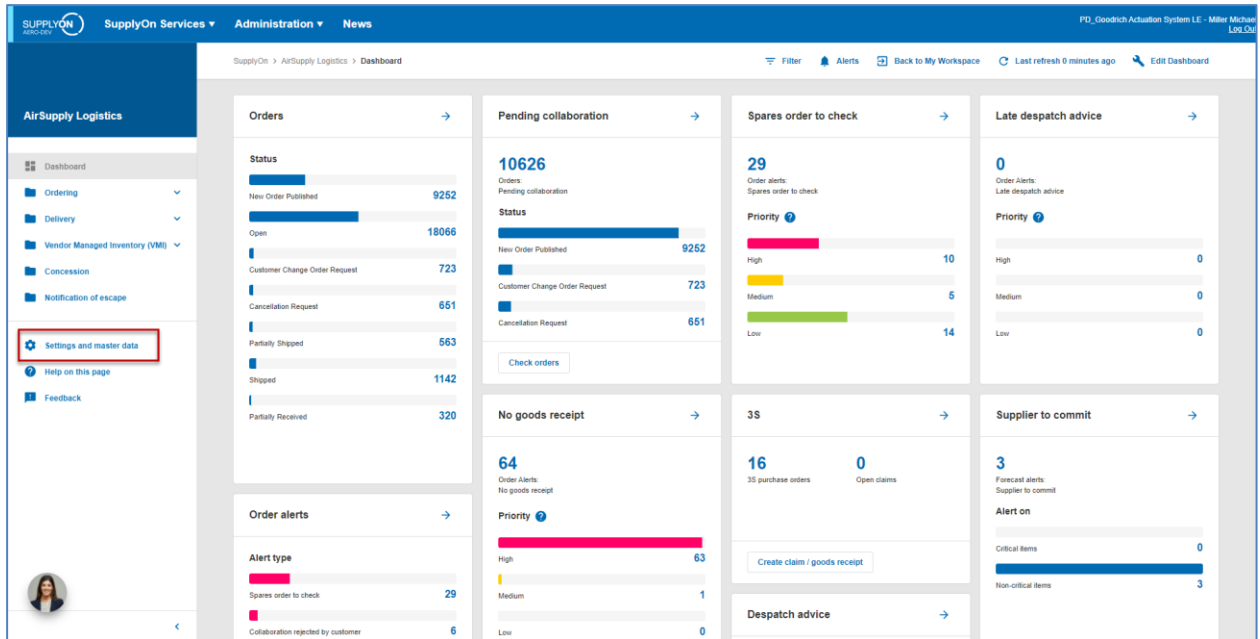 SUPPLYON
AERO-DEV
SupplyOn Services ▾ Administration ▾ News
PD_Goodrich Actuation System LE - Miller Michael
Log Out
SupplyOn > AirSupply Logistics > Dashboard
Filter Alerts Back to My Workspace Last refresh 0 minutes ago Edit Dashboard
AirSupply Logistics
Dashboard
Ordering
Delivery
Vendor Managed Inventory (VMI)
Concession
Notification of escape
Settings and master data
Help on this page
Feedback
Orders
Status
New Order Published 9252
Open 18066
Customer Change Order Request 723
Cancellation Request 651
Partially Shipped 563
Shipped 1142
Partially Received 320
Order alerts
Alert type
Spares order to check 29
Collaboration rejected by customer 6
Pending collaboration
10626
Orders:
Pending collaboration
Status
New Order Published 9252
Customer Change Order Request 723
Cancellation Request 651
Check orders
No goods receipt
64
Order Alerts:
No goods receipt
Priority
High 63
Medium 1
Low 0
Spares order to check
29
Order alerts:
Spares order to check
Priority
High 10
Medium 5
Low 14
3S
16 0
3S purchase orders Open claims
Create claim / goods receipt
Despatch advice
Late despatch advice
0
Order Alerts:
Late despatch advice
Priority
High 0
Medium 0
Low 0
Supplier to commit
3
Forecast alerts:
Supplier to commit
Alert on
Critical items 0
Non-critical items 3